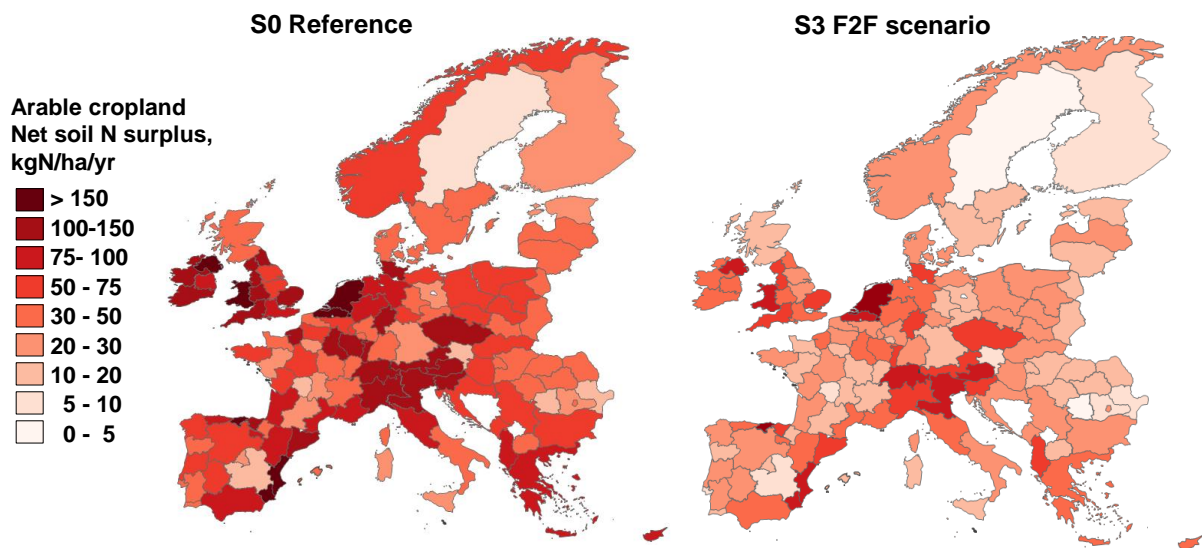 S0 Reference
S3 F2F scenario
Arable cropland
Net soil N surplus,
kgN/ha/yr
> 150
100-150
75- 100
50 - 75
30 - 50
20 - 30
10 - 20
5 - 10
0 - 5